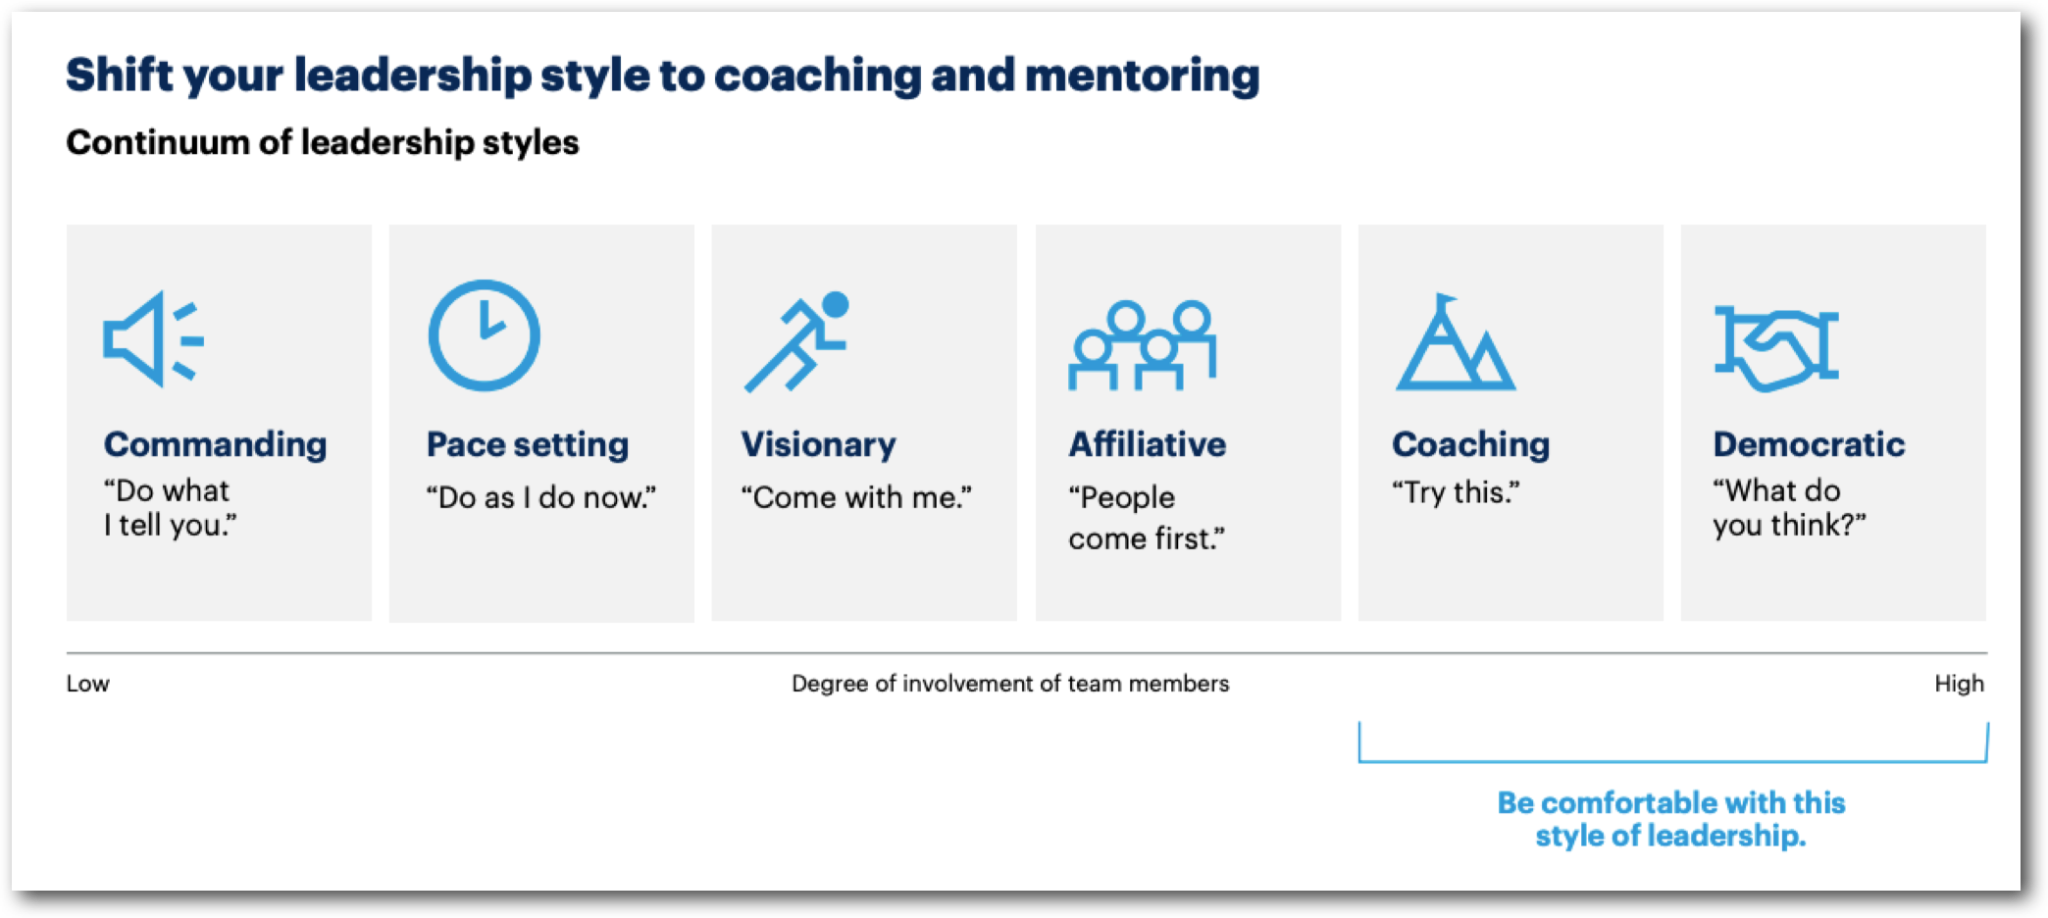 Shift your leadership style to coaching and mentoring
Continuum of leadership styles
Commanding
“Do what
I tell you.”
Pace setting
“Do as I do now.”
Visionary
“Come with me.”
Affiliative
“People
come first.”
Coaching
“Try this.”
Democratic
“What do
you think?”
Low
Degree of involvement of team members
High
Be comfortable with this
style of leadership.